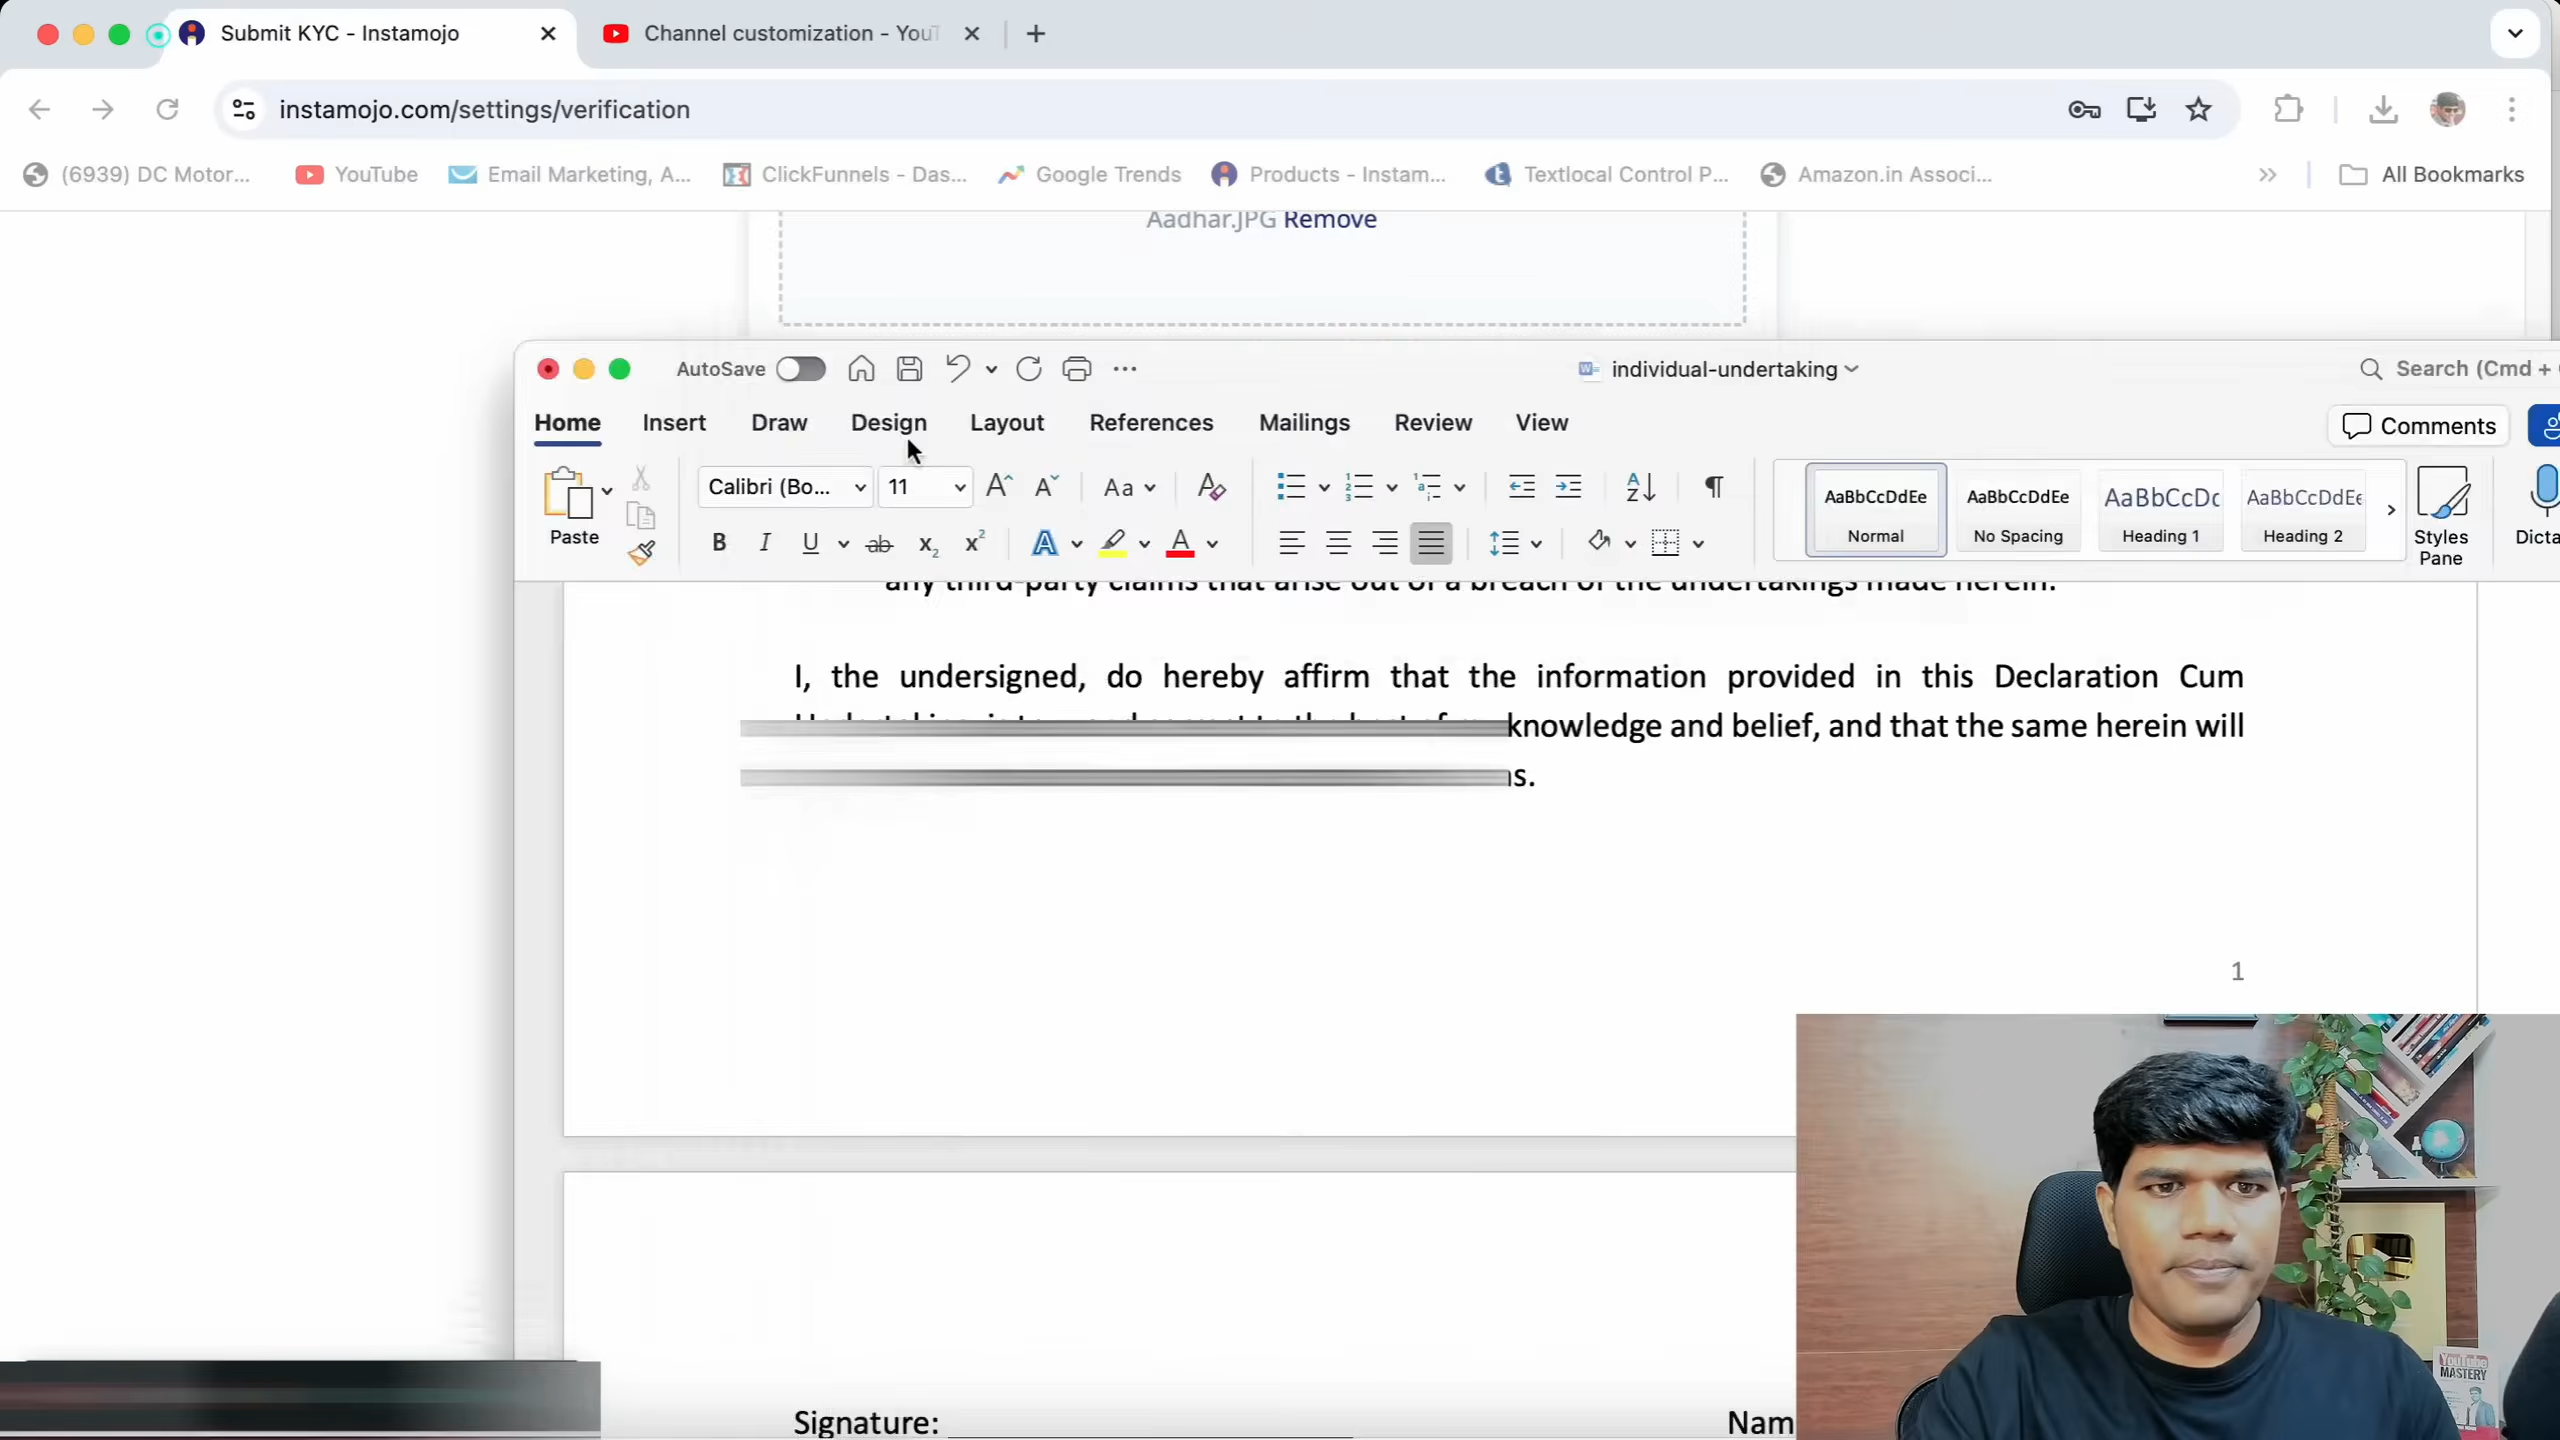 Submit KYC - Instamojo
Channel customization - YouT
instamojo.com/settings/verification
(6939) DC Motor...
YouTube
Email Marketing, A...
ClickFunnels - Das...
Google Trends
Products - Instam...
Textlocal Control P...
Amazon.in Associ...
All Bookmarks
Aadhar.JPG Remove
AutoSave
individual-undertaking
Search (Cmd +
Home
Insert
Draw
Design
Layout
References
Mailings
Review
View
Comments
Paste
Calibri (Bo...
11
AaBbCcDdEe
Normal
AaBbCcDdEe
No Spacing
AaBbCcDc
Heading 1
AaBbCcDdEe
Heading 2
Styles
Pane
Dicta
any third-party claims that arise out of a breach of the undertakings made herein.
I, the undersigned, do hereby affirm that the information provided in this Declaration Cum
knowledge and belief, and that the same herein will
s.
1
Signature:
Nam
YouTube
MASTERY